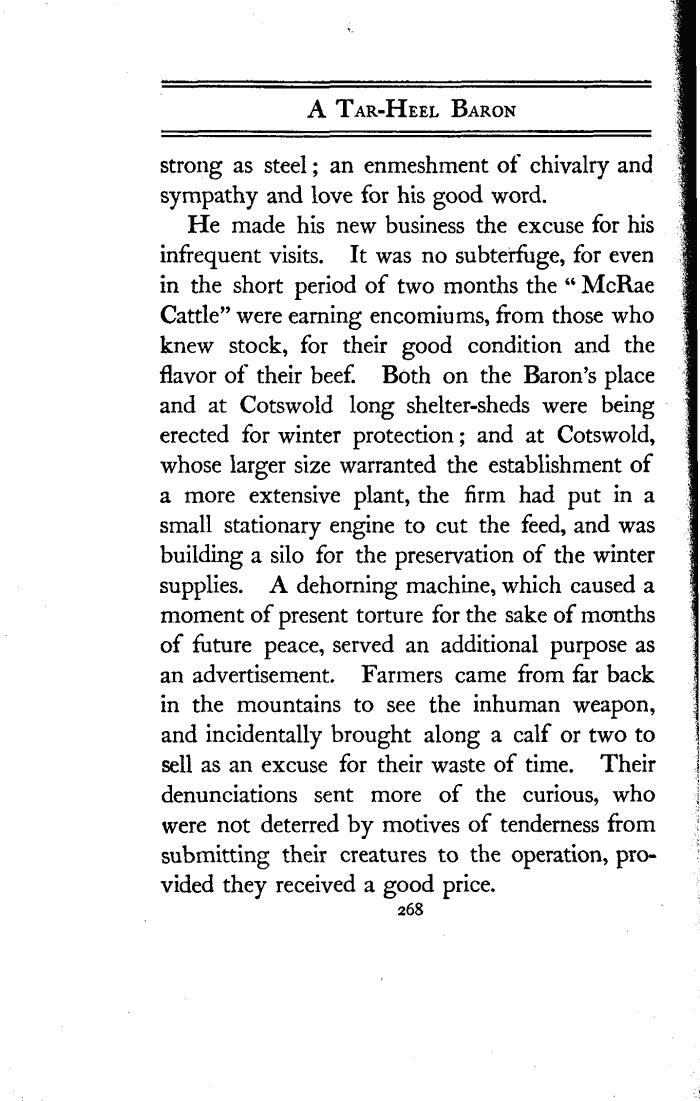 A Tar-Heel Baron
strong as steel; an enmeshment of chivalry and
sympathy and love for his good word.
He made his new business the excuse for his
infrequent visits. It was no subterfuge, for even
in the short period of two months the “ McRae
Cattle” were earning encomiums, from those who
knew stock, for their good condition and the
flavor of their beef. Both on the Baron's place
and at Cotswold long shelter-sheds were being
erected for winter protection; and at Cotswold,
whose larger size warranted the establishment of
a more extensive plant, the firm had put in a
small stationary engine to cut the feed, and was
building a silo for the preservation of the winter
supplies. A dehorning machine, which caused a
moment of present torture for the sake of months
of future peace, served an additional purpose as
an advertisement. Farmers came from far back
in the mountains to see the inhuman weapon,
and incidentally brought along a calf or two to
sell as an excuse for their waste of time. Their
denunciations sent more of the curious, who
were not deterred by motives of tenderness from
submitting their creatures to the operation, pro-
vided they received a good price.
268